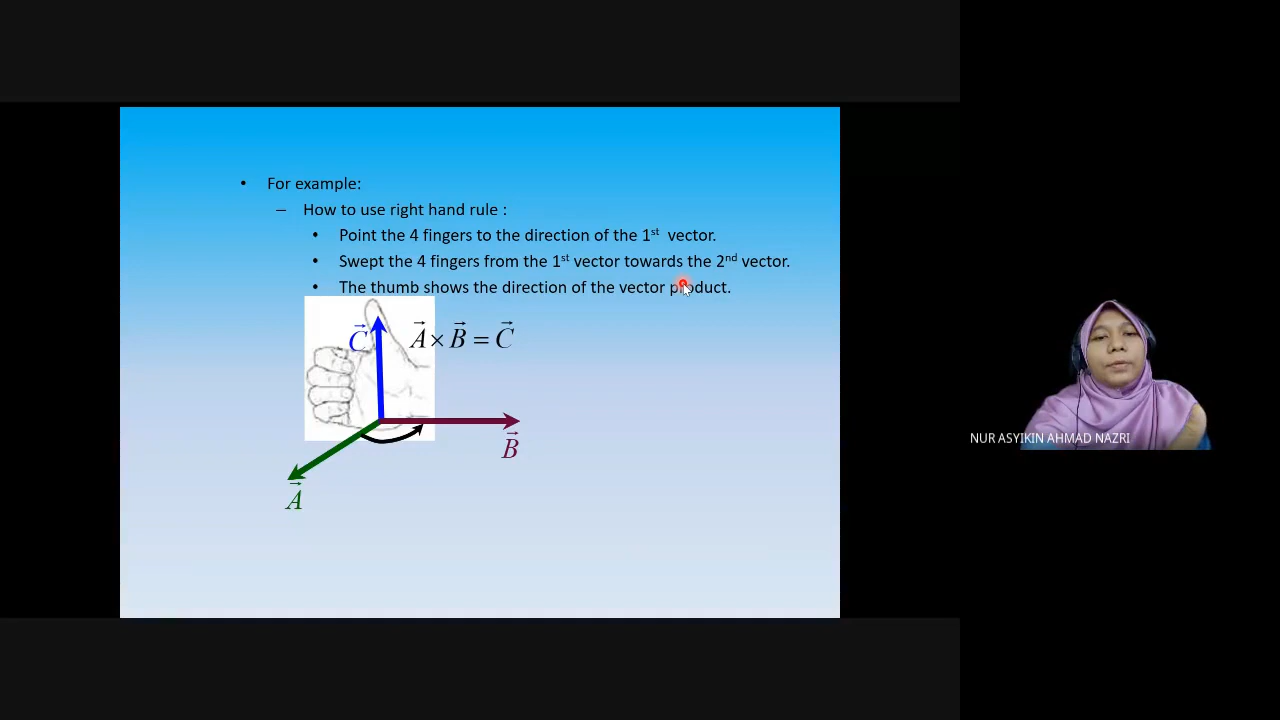 • For example:
– How to use right hand rule :
• Point the 4 fingers to the direction of the 1st vector.
• Swept the 4 fingers from the 1st vector towards the 2nd vector.
• The thumb shows the direction of the vector product.
C⃗
A⃗ × B⃗ = C⃗
B⃗
A⃗
NUR ASYIKIN AHMAD NAZRI